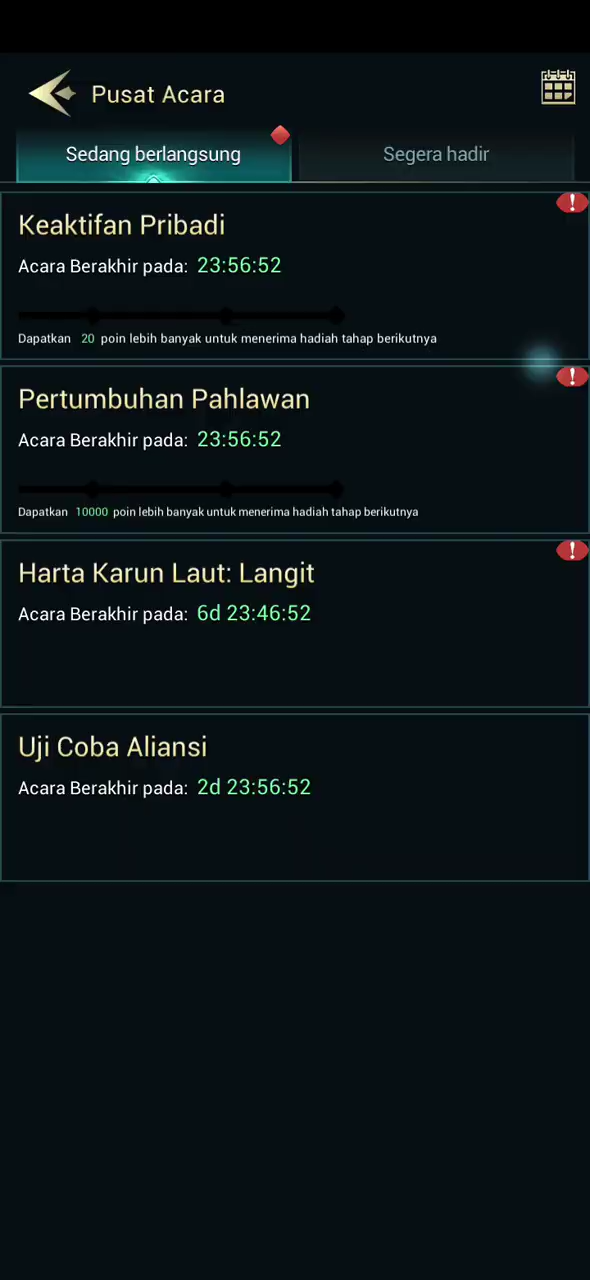 Pusat Acara
Sedang berlangsung
Segera hadir
Keaktifan Pribadi
Acara Berakhir pada: 23:56:52
Dapatkan 20 poin lebih banyak untuk menerima hadiah tahap berikutnya
Pertumbuhan Pahlawan
Acara Berakhir pada: 23:56:52
Dapatkan 10000 poin lebih banyak untuk menerima hadiah tahap berikutnya
Harta Karun Laut: Langit
Acara Berakhir pada: 6d 23:46:52
Uji Coba Aliansi
Acara Berakhir pada: 2d 23:56:52